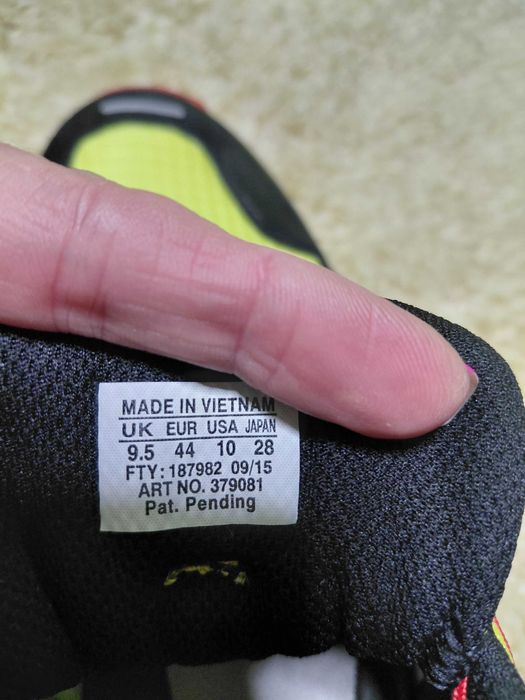 MADE IN VIETNAM
UK EUR USA JAPAN
9.5 44 10 28
FTY: 187982 09/15
ART NO. 379081
Pat. Pending